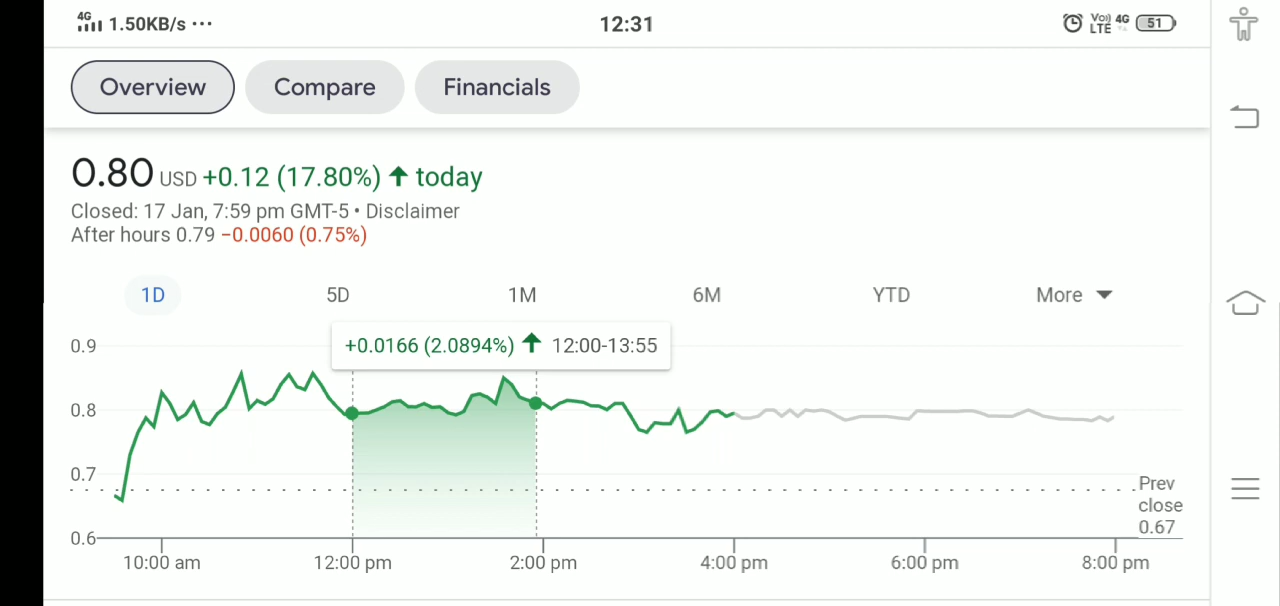 4G 1.50KB/s ··· 12:31 Vo) LTE 4G 51
Overview Compare Financials
0.80 USD +0.12 (17.80%) ↑ today
Closed: 17 Jan, 7:59 pm GMT-5 • Disclaimer
After hours 0.79 −0.0060 (0.75%)
1D 5D 1M 6M YTD More
+0.0166 (2.0894%) ↑ 12:00-13:55
0.9
0.8
0.7
0.6
Prev
close
0.67
10:00 am 12:00 pm 2:00 pm 4:00 pm 6:00 pm 8:00 pm